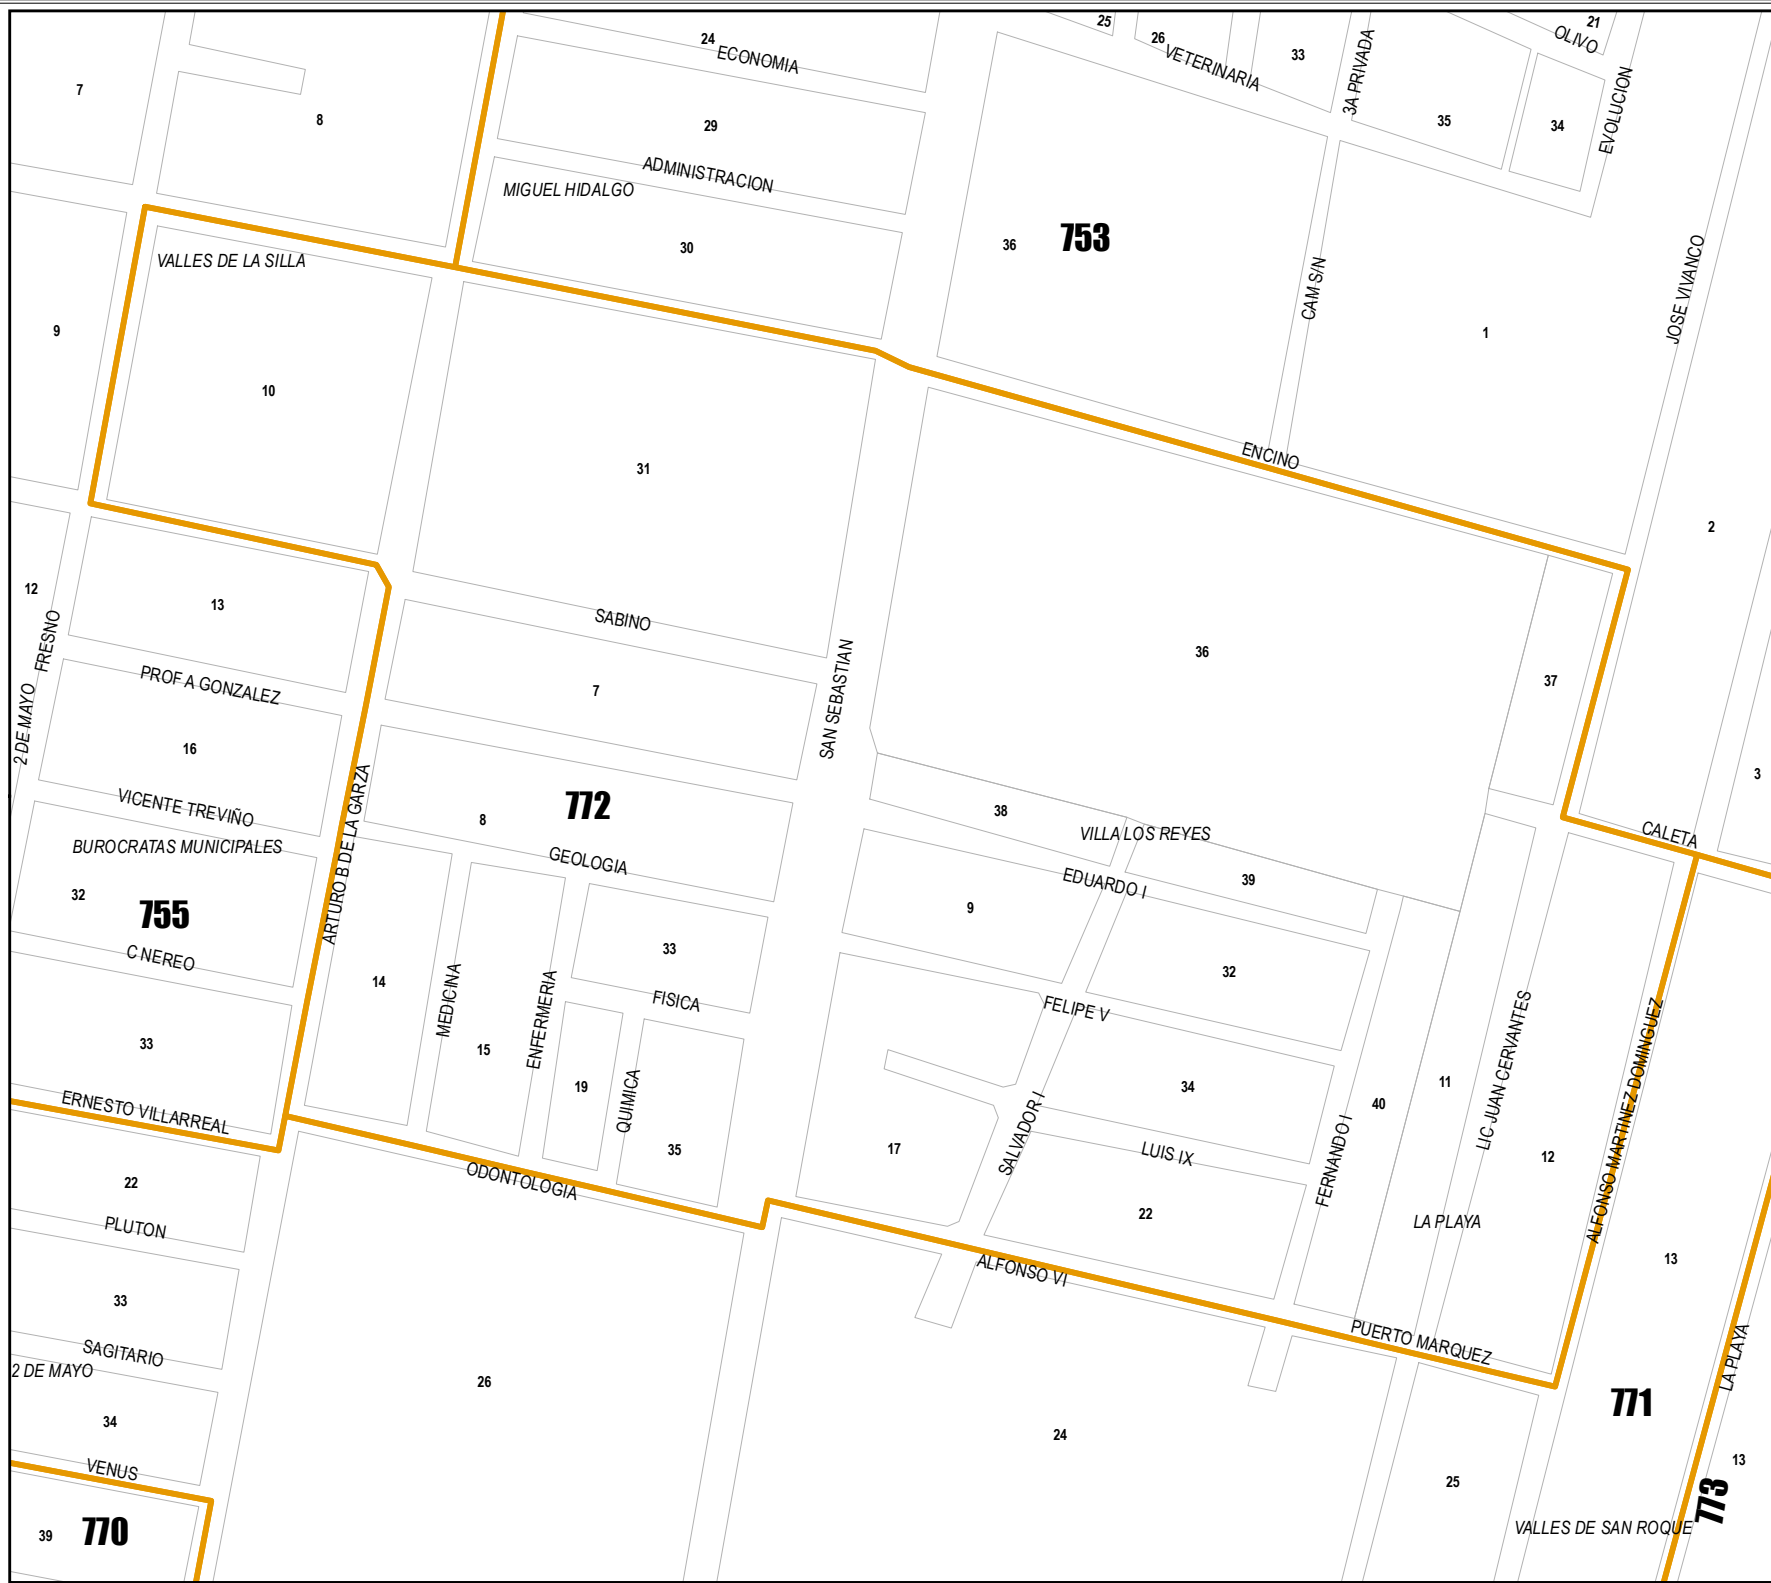 25
21
26
24
ECONOMIA
VETERINARIA
33
3A PRIVADA
OLIVO
7
8
29
35
34
EVOLUCION
ADMINISTRACION
MIGUEL HIDALGO
30
36
753
VALLES DE LA SILLA
CAM S/N
JOSE VIVANCO
9
1
10
31
ENCINO
2
12
13
SABINO
FRESNO
36
PROF A GONZALEZ
7
37
2 DE MAYO
SAN SEBASTIAN
16
3
VICENTE TREVIÑO
772
8
38
VILLA LOS REYES
CALETA
BUROCRATAS MUNICIPALES
ARTURO B DE LA GARZA
GEOLOGIA
EDUARDO I
39
32
755
9
C NEREO
33
32
14
MEDICINA
ENFERMERIA
FISICA
FELIPE V
LIC JUAN CERVANTES
ALFONSO MARTINEZ DOMINGUEZ
33
15
19
QUIMICA
34
11
40
ERNESTO VILLARREAL
SALVADOR I
35
17
LUIS IX
FERNANDO I
12
22
ODONTOLOGIA
22
LA PLAYA
PLUTON
ALFONSO VI
13
33
PUERTO MARQUEZ
SAGITARIO
LA PLAYA
2 DE MAYO
26
771
34
24
13
VENUS
25
773
39
770
VALLES DE SAN ROQUE